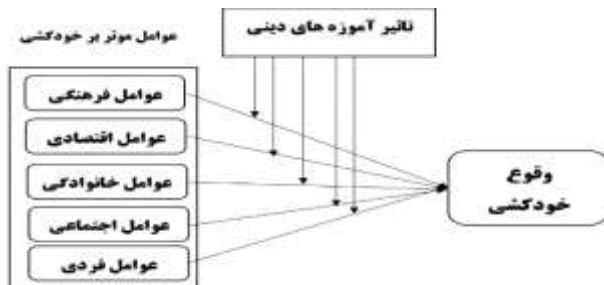 تاثیر آموزه های دینی
عوامل موثر بر خودکشی
عوامل فرهنگی
عوامل اقتصادی
عوامل خانوادگی
عوامل اجتماعی
عوامل فردی
وقوع
خودکشی